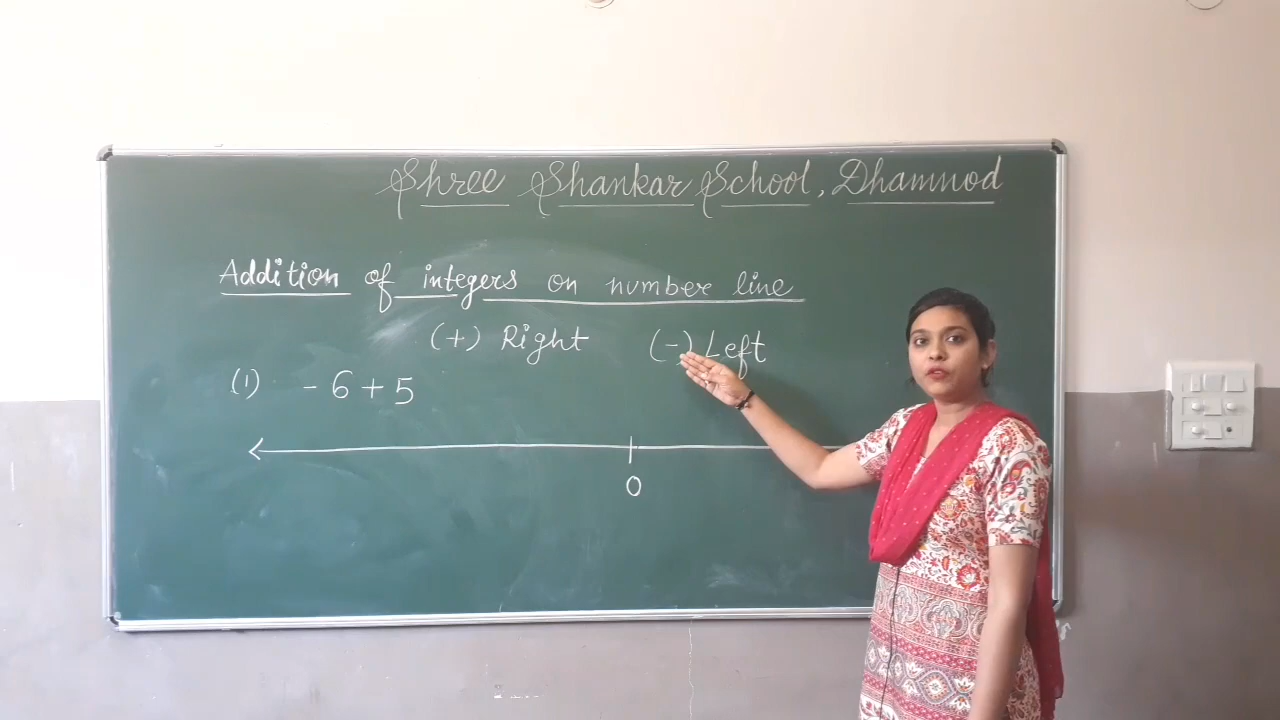 Shree Shankar School, Dhamnod
Addition of integers on number line
(+) Right (-) Left
(1) - 6 + 5
0